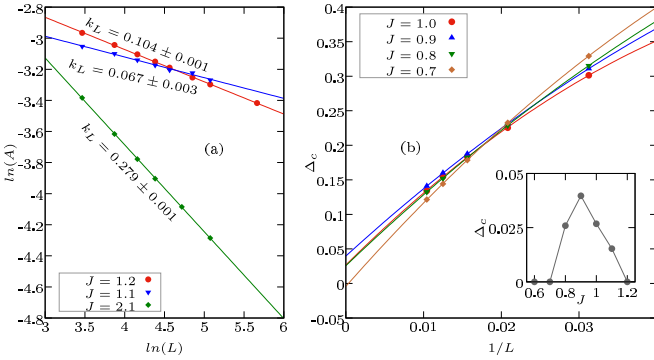 -2.8
-3
-3.2
-3.4
-3.6
-3.8
-4
-4.2
-4.4
-4.6
-4.8
ln(A)
3
3.5
4
4.5
5
5.5
6
ln(L)
k_L = 0.104 ± 0.001
k_L = 0.067 ± 0.003
k_L = 0.279 ± 0.001
(a)
J = 1.2
J = 1.1
J = 2.1
0.4
0.35
0.3
0.25
0.2
0.15
0.1
0.05
0
-0.05
Δ_c
0
0.01
0.02
0.03
1/L
J = 1.0
J = 0.9
J = 0.8
J = 0.7
(b)
0.05
0.025
0
Δ_c
0.6
0.8
1
1.2
J